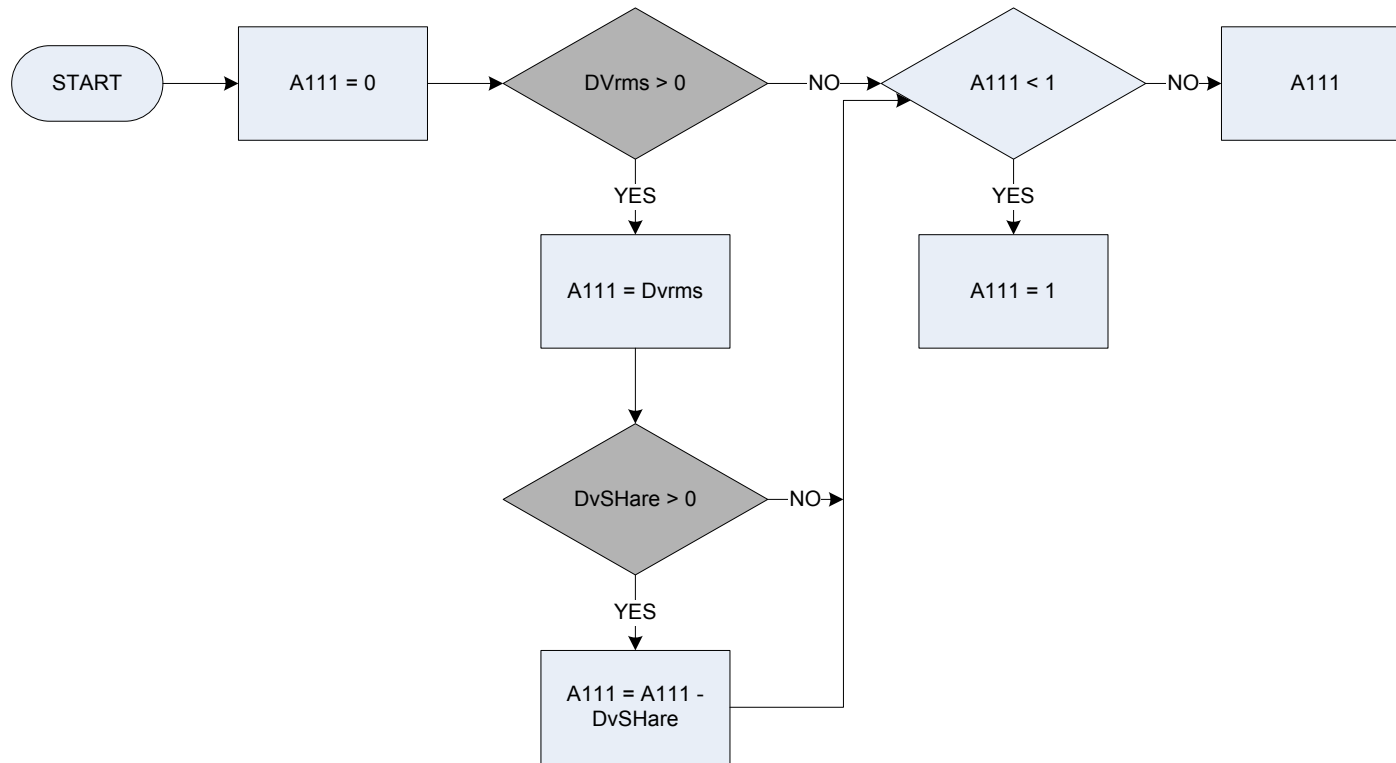 START
A111 = 0
DVrms > 0
NO
A111 < 1
NO
A111
YES
YES
A111 = Dvrms
A111 = 1
DvSHare > 0
NO
YES
A111 = A111 -
DvSHare